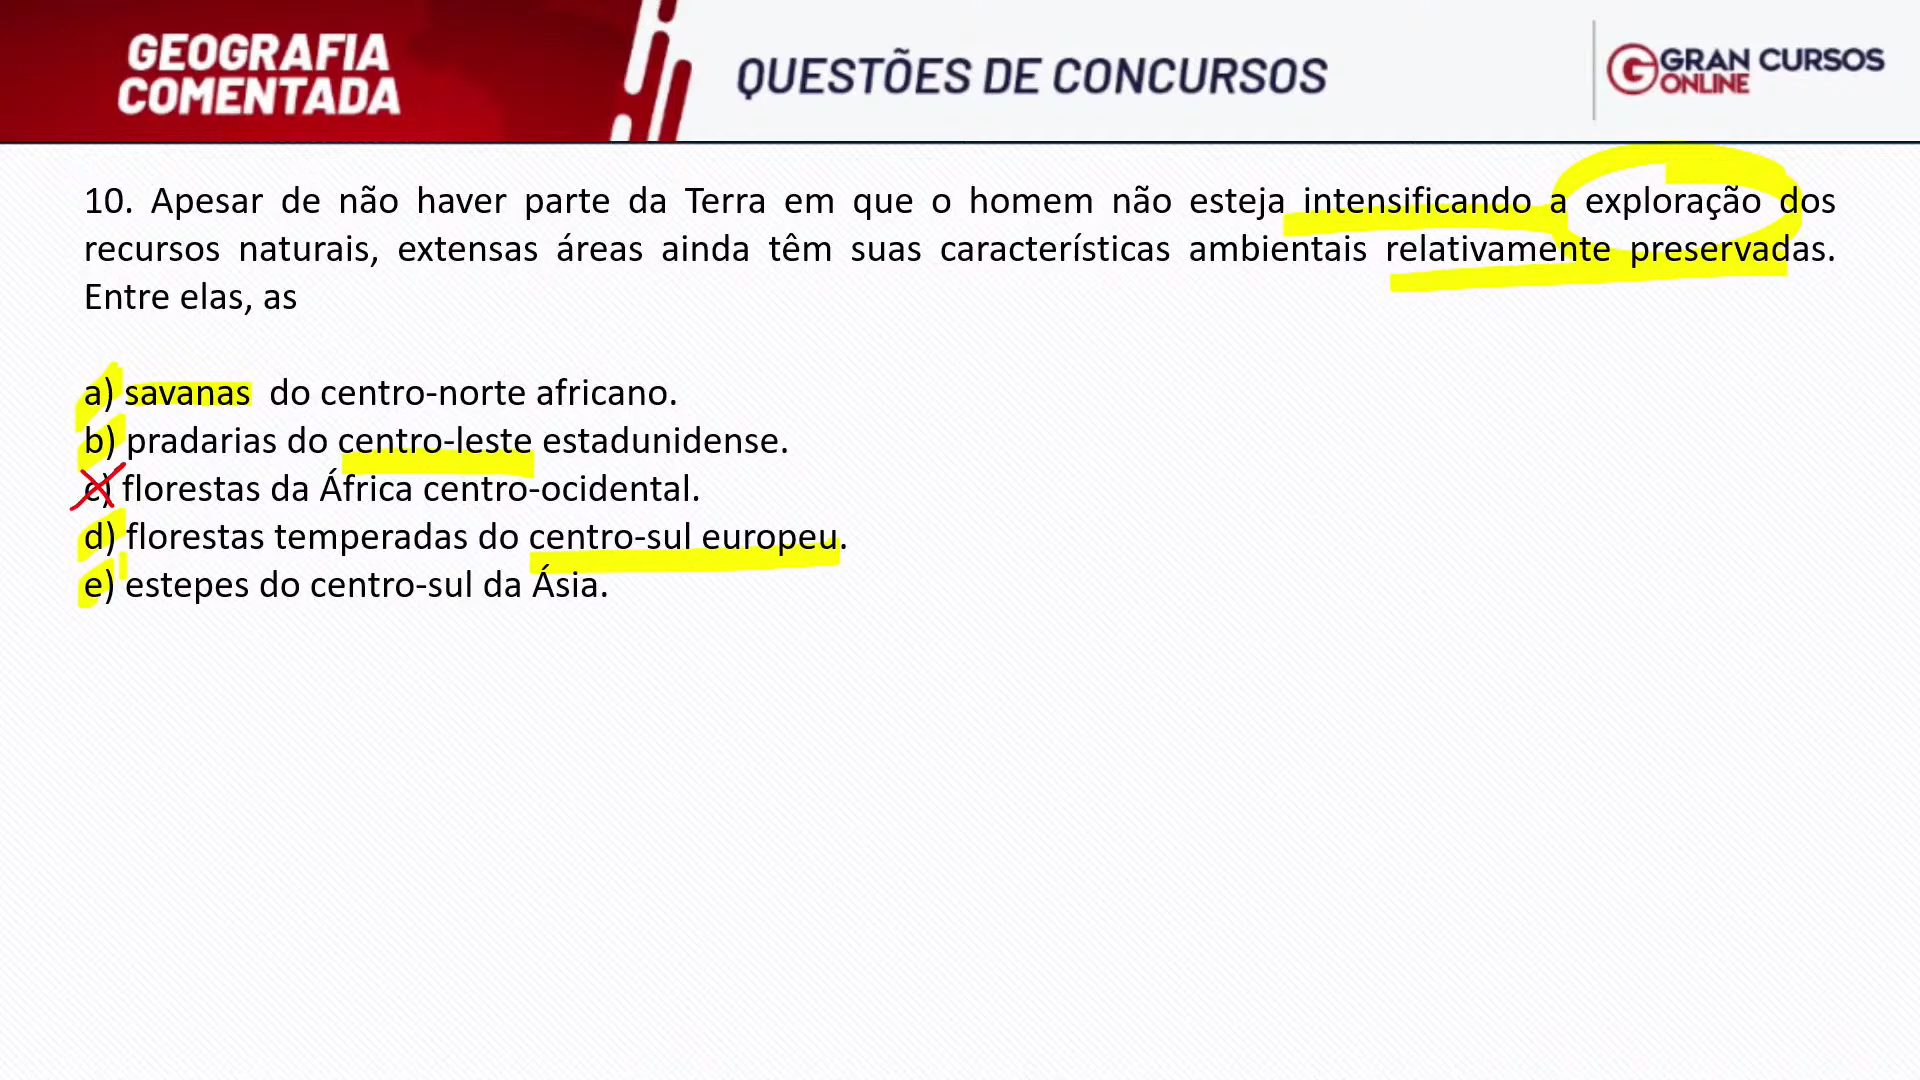 GEOGRAFIA
COMENTADA
QUESTÕES DE CONCURSOS
GRAN CURSOS
ONLINE
10. Apesar de não haver parte da Terra em que o homem não esteja intensificando a exploração dos
recursos naturais, extensas áreas ainda têm suas características ambientais relativamente preservadas.
Entre elas, as
a) savanas do centro-norte africano.
b) pradarias do centro-leste estadunidense.
c) florestas da África centro-ocidental.
d) florestas temperadas do centro-sul europeu.
e) estepes do centro-sul da Ásia.